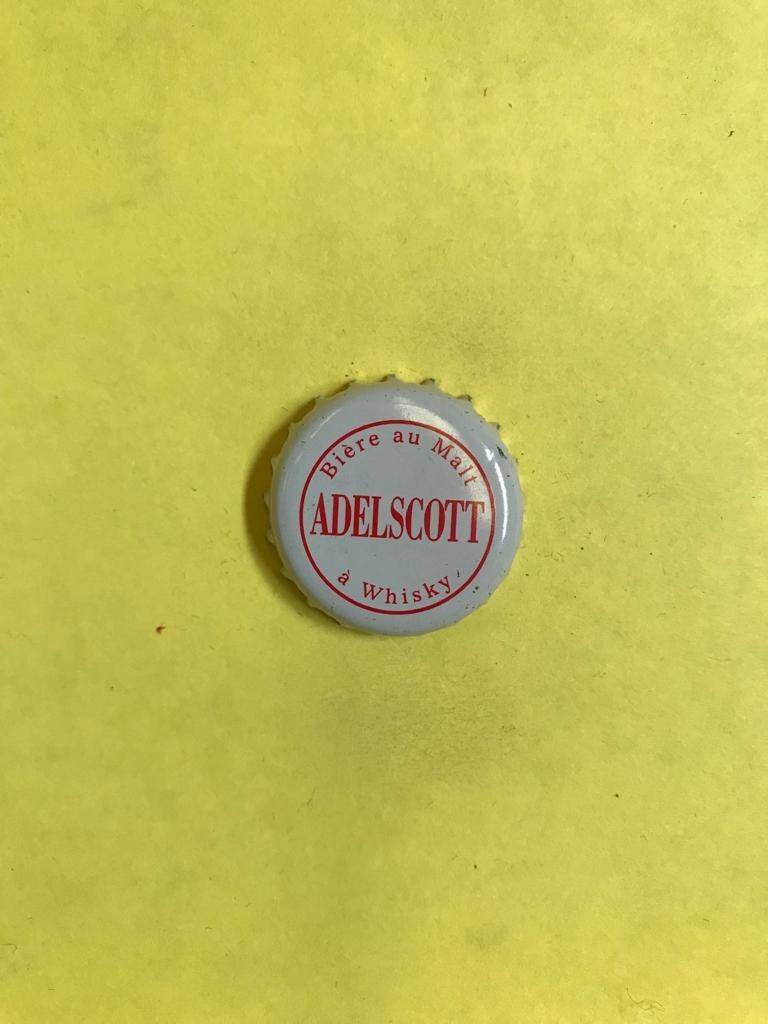 Bière au Malt
ADELSCOTT
à Whisky